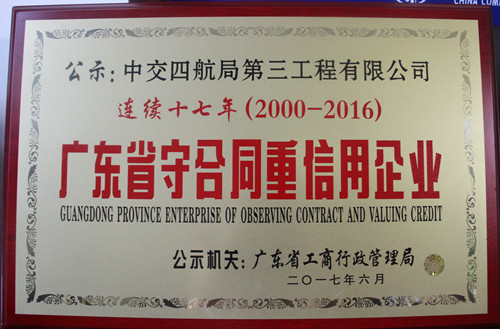 CHINA COM
公示：中交四航局第三工程有限公司
连续十七年(2000-2016)
广东省守合同重信用企业
GUANGDONG PROVINCE ENTERPRISE OF OBSERVING CONTRACT AND VALUING CREDIT
公示机关：广东省工商行政管理局
二〇一七年六月